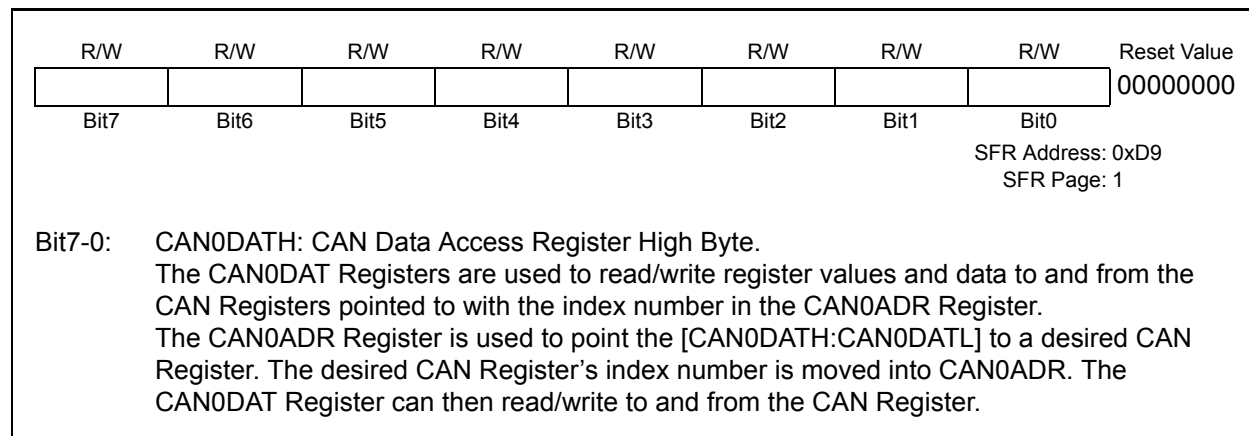 R/W R/W R/W R/W R/W R/W R/W R/W Reset Value
00000000
Bit7 Bit6 Bit5 Bit4 Bit3 Bit2 Bit1 Bit0
SFR Address: 0xD9
SFR Page: 1
Bit7-0: CAN0DATH: CAN Data Access Register High Byte.
The CAN0DAT Registers are used to read/write register values and data to and from the
CAN Registers pointed to with the index number in the CAN0ADR Register.
The CAN0ADR Register is used to point the [CAN0DATH:CAN0DATL] to a desired CAN
Register. The desired CAN Register’s index number is moved into CAN0ADR. The
CAN0DAT Register can then read/write to and from the CAN Register.